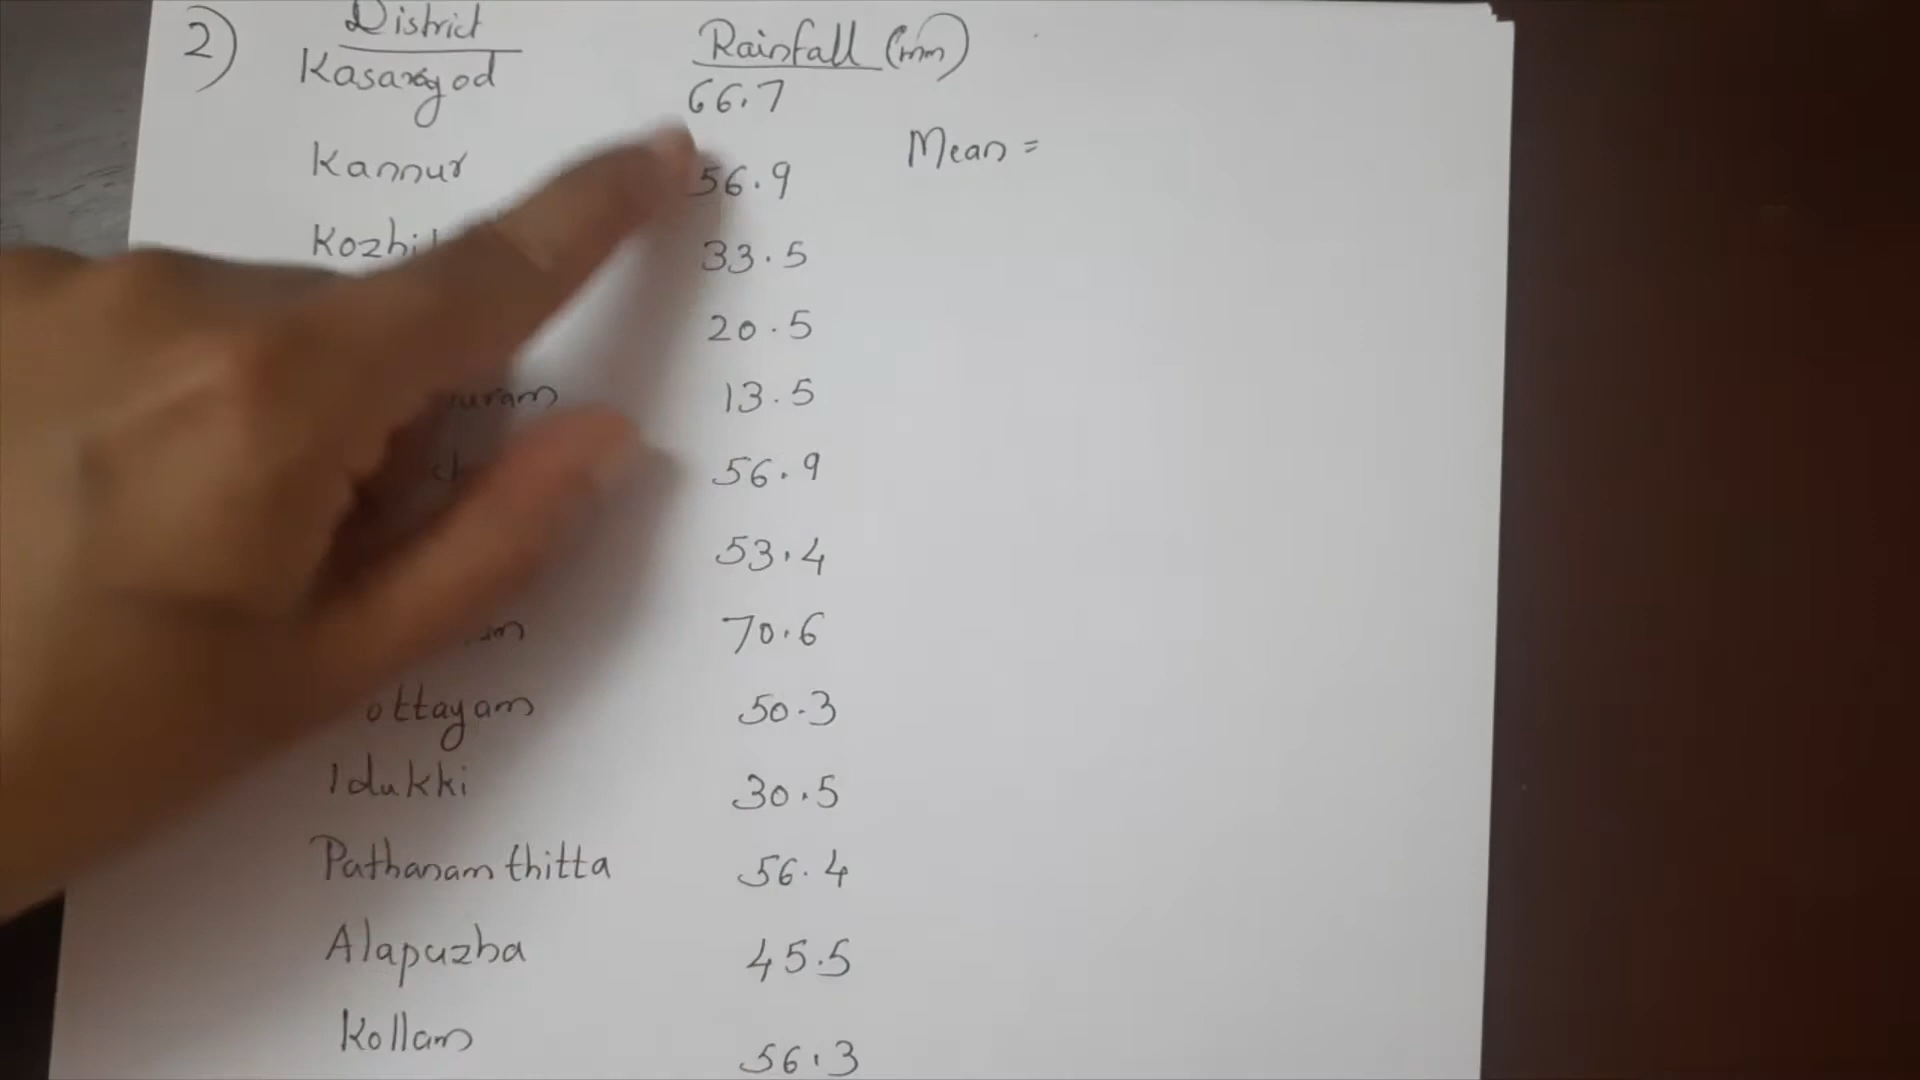 2) District Rainfall (mm)
Kasaragod 66.7
Mean =
Kannur 56.9
33.5
20.5
13.5
56.9
53.4
70.6
50.3
Idukki 30.5
Pathanamthitta 56.4
Alapuzha 45.5
Kollam 56.3